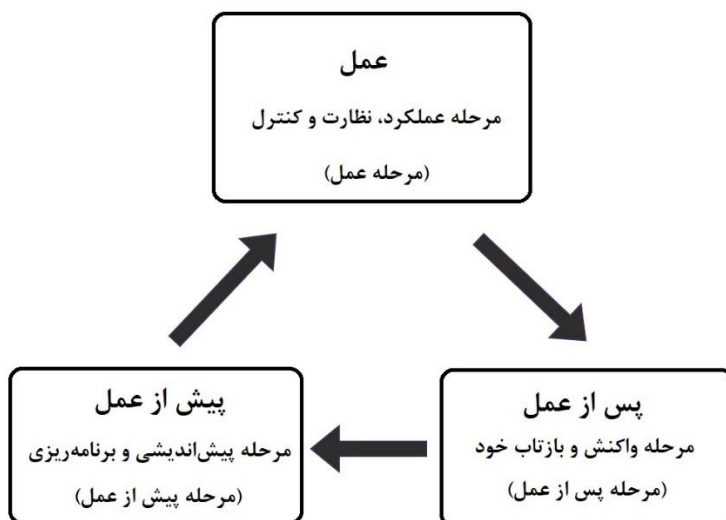 عمل
مرحله عملکرد، نظارت و کنترل
(مرحله عمل)
پس از عمل
مرحله واکنش و بازتاب خود
(مرحله پس از عمل)
پیش از عمل
مرحله پیش‌اندیشی و برنامه‌ریزی
(مرحله پیش از عمل)